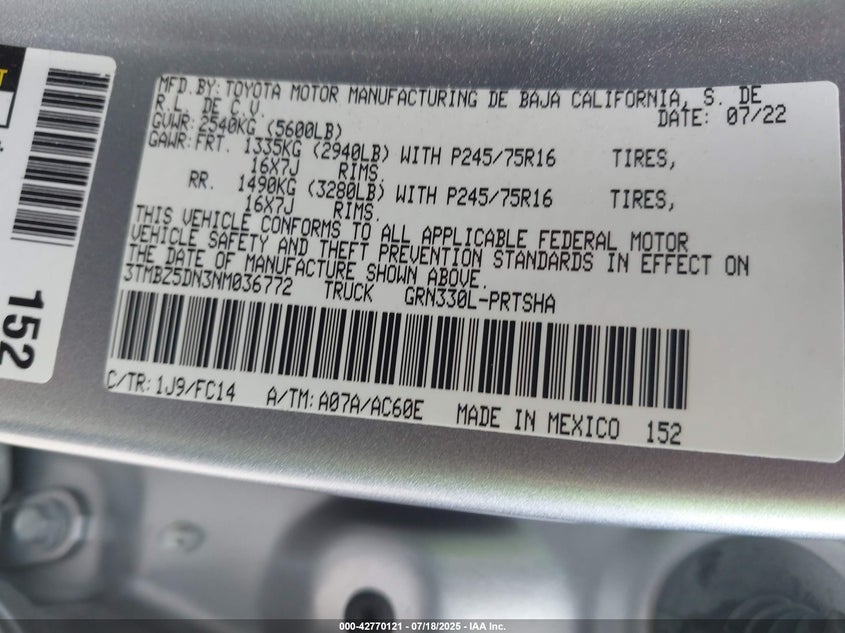 MFD.BY: TOYOTA MOTOR MANUFACTURING DE BAJA CALIFORNIA, S. DE
R.L. DE C.V. DATE: 07/22
GVWR: 2540KG (5600LB)
GAWR: FRT. 1335KG (2940LB) WITH P245/75R16 TIRES,
16X7J RIMS.
RR. 1490KG (3280LB) WITH P245/75R16 TIRES,
16X7J RIMS.
THIS VEHICLE CONFORMS TO ALL APPLICABLE FEDERAL MOTOR
VEHICLE SAFETY AND THEFT PREVENTION STANDARDS IN EFFECT ON
THE DATE OF MANUFACTURE SHOWN ABOVE.
3TMBZ5DN3NM036772 TRUCK GRN330L-PRTSHA
C/TR: 1J9/FC14 A/TM: A07A/AC60E MADE IN MEXICO 152
152
000-42770121 - 07/18/2025 - IAA Inc.